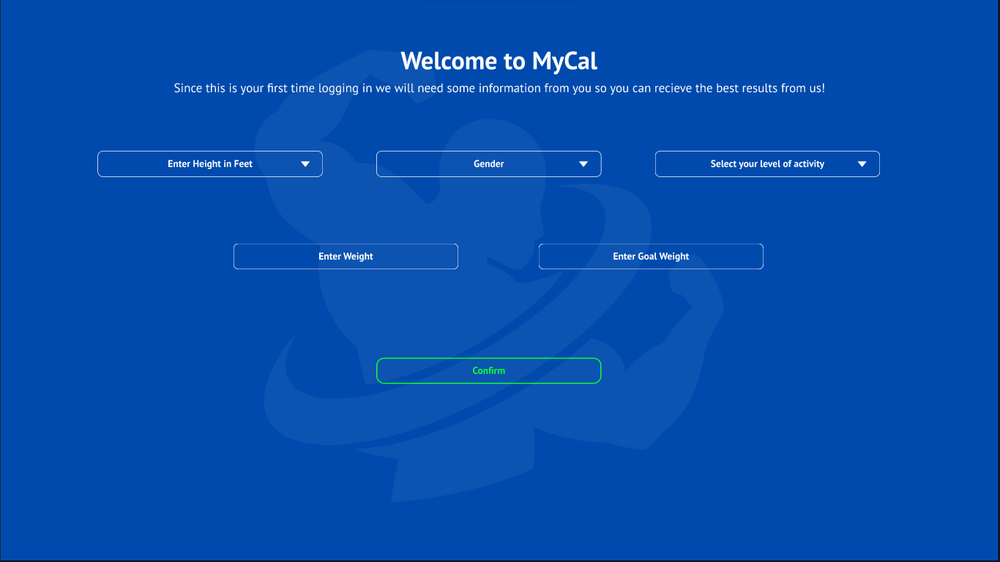 Welcome to MyCal
Since this is your first time logging in we will need some information from you so you can recieve the best results from us!
Enter Height in Feet
Gender
Select your level of activity
Enter Weight
Enter Goal Weight
Confirm